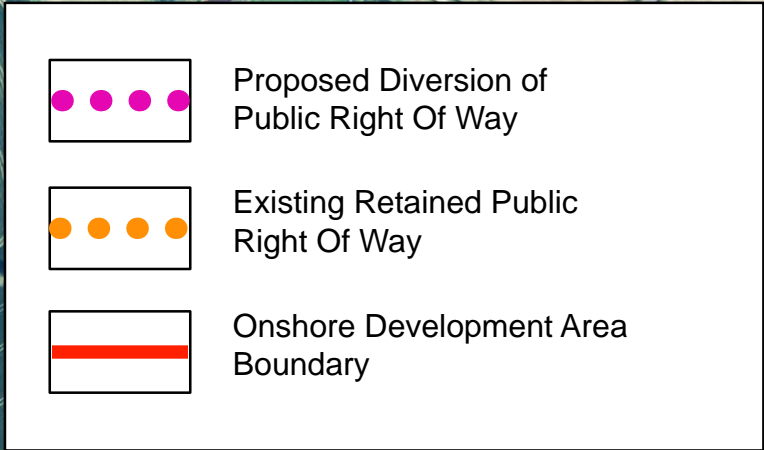 Proposed Diversion of
Public Right Of Way
Existing Retained Public
Right Of Way
Onshore Development Area
Boundary